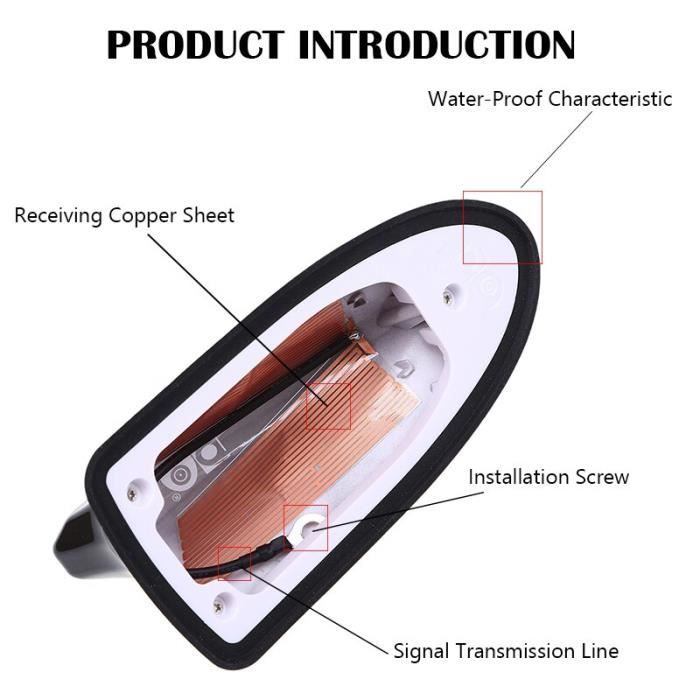 PRODUCT INTRODUCTION
Water-Proof Characteristic
Receiving Copper Sheet
Installation Screw
Signal Transmission Line